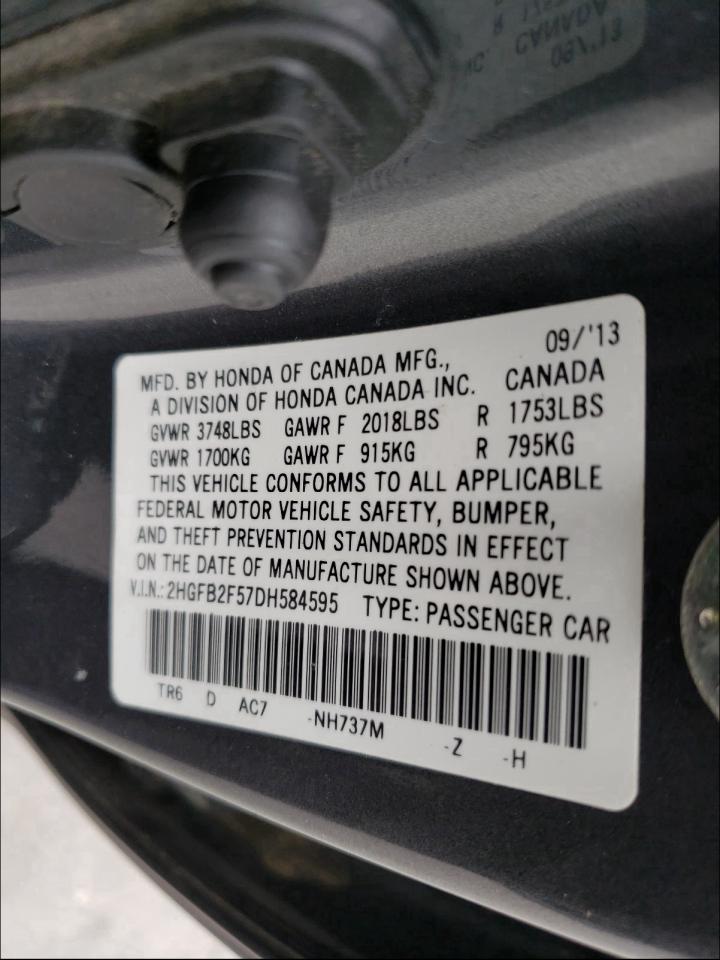 09/'13
MFD. BY HONDA OF CANADA MFG.,
A DIVISION OF HONDA CANADA INC. CANADA
GVWR 3748LBS GAWR F 2018LBS R 1753LBS
GVWR 1700KG GAWR F 915KG R 795KG
THIS VEHICLE CONFORMS TO ALL APPLICABLE
FEDERAL MOTOR VEHICLE SAFETY, BUMPER,
AND THEFT PREVENTION STANDARDS IN EFFECT
ON THE DATE OF MANUFACTURE SHOWN ABOVE.
V.I.N.: 2HGFB2F57DH584595 TYPE: PASSENGER CAR
TR6 D AC7 -NH737M -Z -H